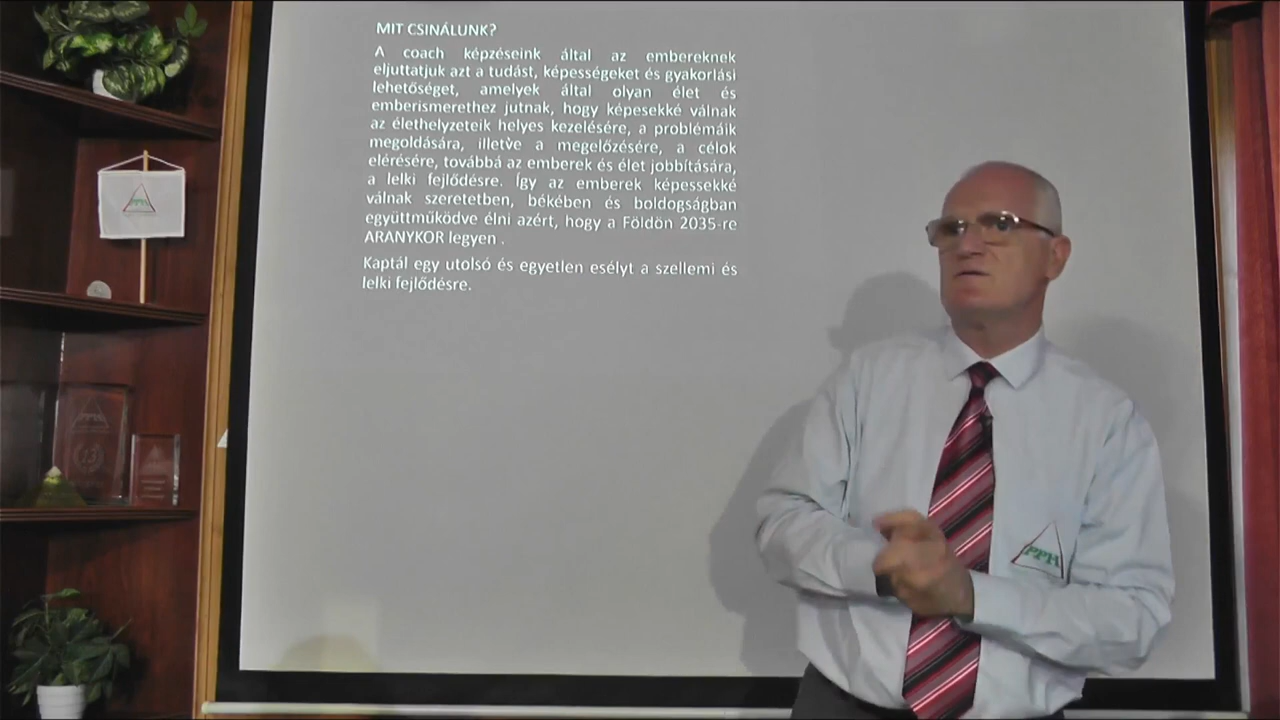 MIT CSINÁLUNK?
A coach képzéseink által az embereknek
eljuttatjuk azt a tudást, képességeket és gyakorlási
lehetőséget, amelyek által olyan élet és
emberismerethez jutnak, hogy képesekké válnak
az élethelyzeteik helyes kezelésére, a problémáik
megoldására, illetve a megelőzésére, a célok
elérésére, továbbá az emberek és élet jobbítására,
a lelki fejlődésre. Így az emberek képessekké
válnak szeretetben, békében és boldogságban
együttműködve élni azért, hogy a Földön 2035-re
ARANYKOR legyen .
Kaptál egy utolsó és egyetlen esélyt a szellemi és
lelki fejlődésre.
PPH
PPH